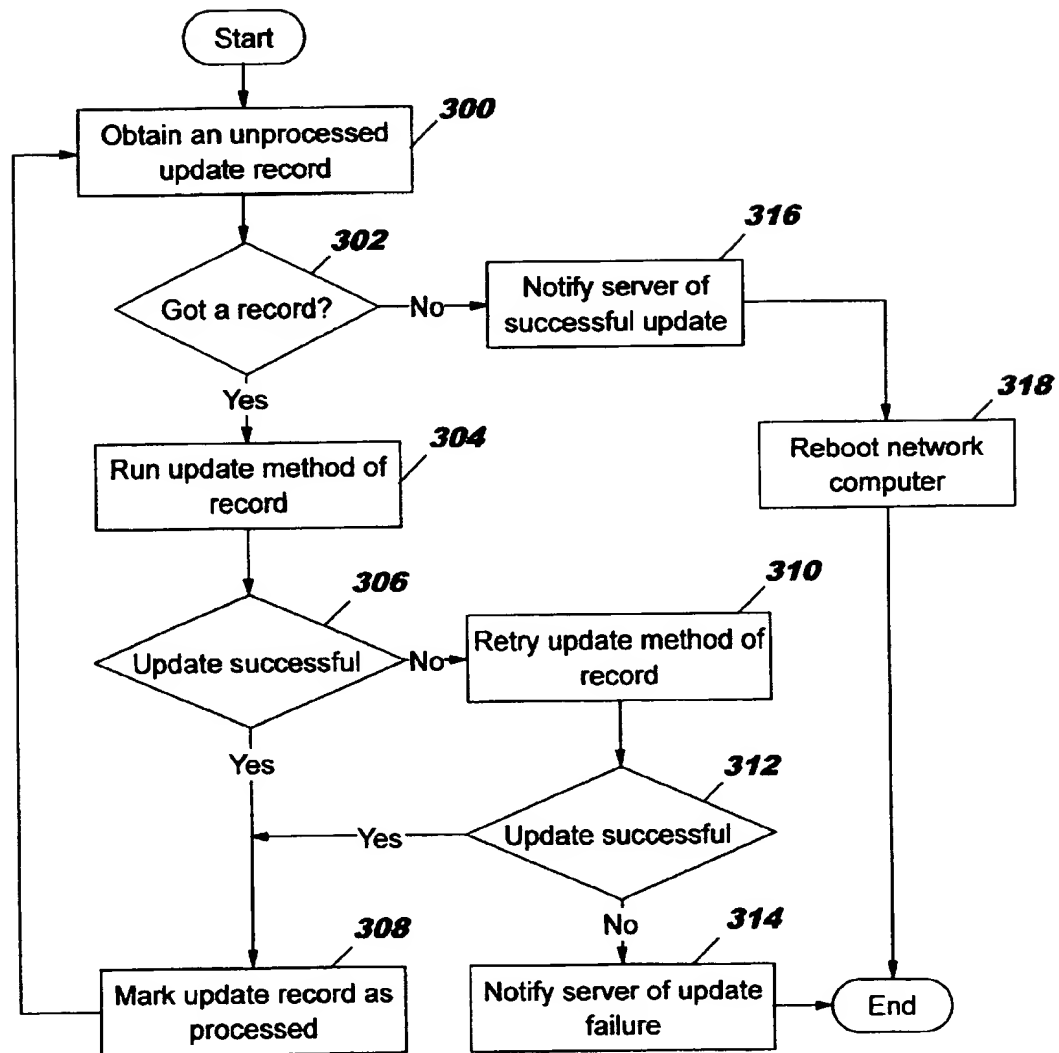 Start
300
Obtain an unprocessed
update record
302
Got a record?
No
316
Notify server of
successful update
318
Reboot network
computer
Yes
304
Run update method of
record
306
Update successful
No
310
Retry update method of
record
Yes
312
Update successful
Yes
No
308
Mark update record as
processed
314
Notify server of update
failure
End